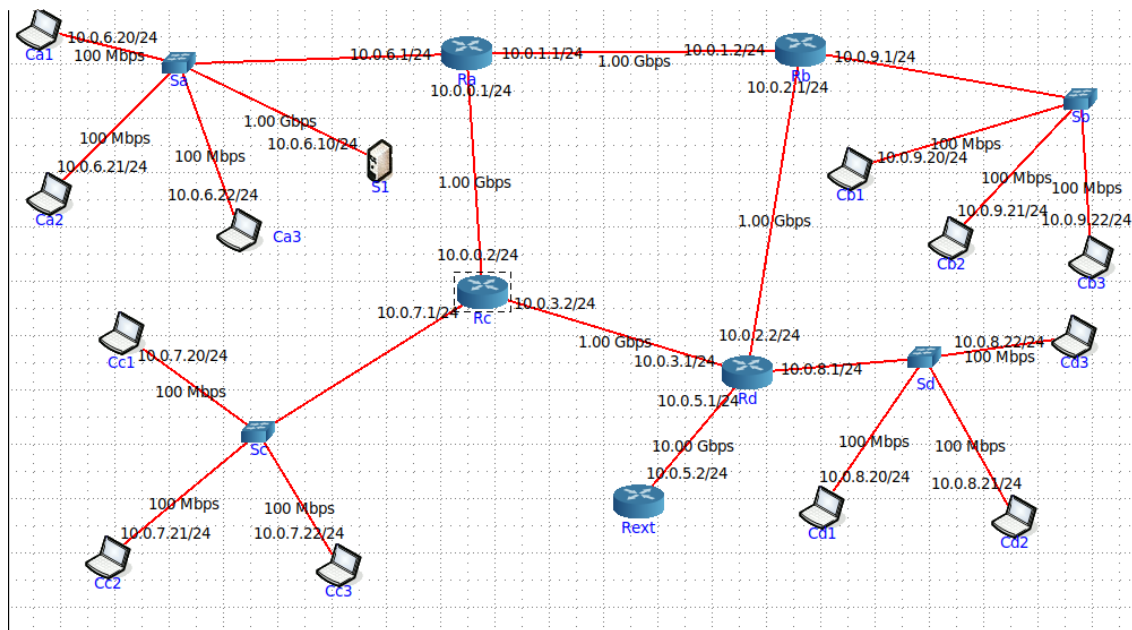 Ca1
10.0.6.20/24
100 Mbps
Sa
10.0.6.1/24
Ra
10.0.1.1/24
10.0.0.1/24
1.00 Gbps
10.0.1.2/24
Rb
10.0.9.1/24
10.0.2.1/24
Sb
100 Mbps
10.0.6.21/24
Ca2
100 Mbps
10.0.6.22/24
Ca3
1.00 Gbps
10.0.6.10/24
S1
1.00 Gbps
1.00 Gbps
100 Mbps
10.0.9.20/24
Cb1
100 Mbps
10.0.9.21/24
Cb2
100 Mbps
10.0.9.22/24
Cb3
10.0.0.2/24
10.0.7.1/24
Rc
10.0.3.2/24
1.00 Gbps
10.0.2.2/24
10.0.3.1/24
Rd
10.0.8.1/24
10.0.5.1/24
Sd
10.0.8.22/24
100 Mbps
Cd3
Cc1
10.0.7.20/24
100 Mbps
Sc
100 Mbps
10.0.7.21/24
Cc2
100 Mbps
10.0.7.22/24
Cc3
10.00 Gbps
10.0.5.2/24
Rext
100 Mbps
10.0.8.20/24
Cd1
100 Mbps
10.0.8.21/24
Cd2